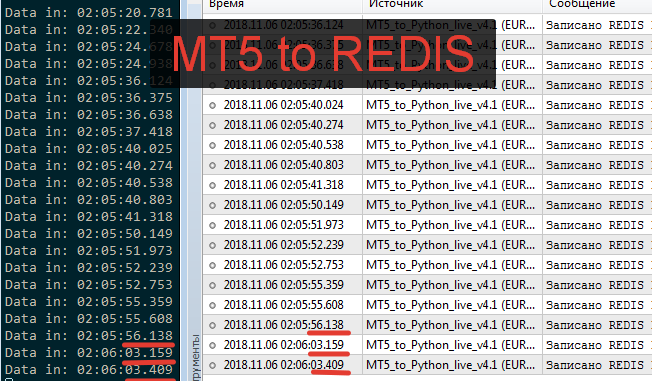 Data in: 02:05:20.781
Data in: 02:05:22.340
Data in: 02:05:24.678
Data in: 02:05:24.938
Data in: 02:05:36.124
Data in: 02:05:36.375
Data in: 02:05:36.638
Data in: 02:05:37.418
Data in: 02:05:40.025
Data in: 02:05:40.274
Data in: 02:05:40.538
Data in: 02:05:40.803
Data in: 02:05:41.318
Data in: 02:05:50.149
Data in: 02:05:51.973
Data in: 02:05:52.239
Data in: 02:05:52.753
Data in: 02:05:55.359
Data in: 02:05:55.608
Data in: 02:05:56.138
Data in: 02:06:03.159
Data in: 02:06:03.409
MT5 to REDIS
трументы
Время Источник Сообщение
2018.11.06 02:05:36.124 MT5_to_Python_live_v4.1 (EUR... Записано REDIS
2018.11.06 02:05:36.375 MT5_to_Python_live_v4.1 (EUR... Записано REDIS
Записано REDIS
2018.11.06 02:05:37.418 MT5_to_Python_live_v4.1 (EUR... Записано REDIS
2018.11.06 02:05:40.024 MT5_to_Python_live_v4.1 (EUR... Записано REDIS
2018.11.06 02:05:40.274 MT5_to_Python_live_v4.1 (EUR... Записано REDIS
2018.11.06 02:05:40.538 MT5_to_Python_live_v4.1 (EUR... Записано REDIS
2018.11.06 02:05:40.803 MT5_to_Python_live_v4.1 (EUR... Записано REDIS
2018.11.06 02:05:41.318 MT5_to_Python_live_v4.1 (EUR... Записано REDIS
2018.11.06 02:05:50.149 MT5_to_Python_live_v4.1 (EUR... Записано REDIS
2018.11.06 02:05:51.973 MT5_to_Python_live_v4.1 (EUR... Записано REDIS
2018.11.06 02:05:52.239 MT5_to_Python_live_v4.1 (EUR... Записано REDIS
2018.11.06 02:05:52.753 MT5_to_Python_live_v4.1 (EUR... Записано REDIS
2018.11.06 02:05:55.359 MT5_to_Python_live_v4.1 (EUR... Записано REDIS
2018.11.06 02:05:55.608 MT5_to_Python_live_v4.1 (EUR... Записано REDIS
2018.11.06 02:05:56.138 MT5_to_Python_live_v4.1 (EUR... Записано REDIS
2018.11.06 02:06:03.159 MT5_to_Python_live_v4.1 (EUR... Записано REDIS
2018.11.06 02:06:03.409 MT5_to_Python_live_v4.1 (EUR... Записано REDIS